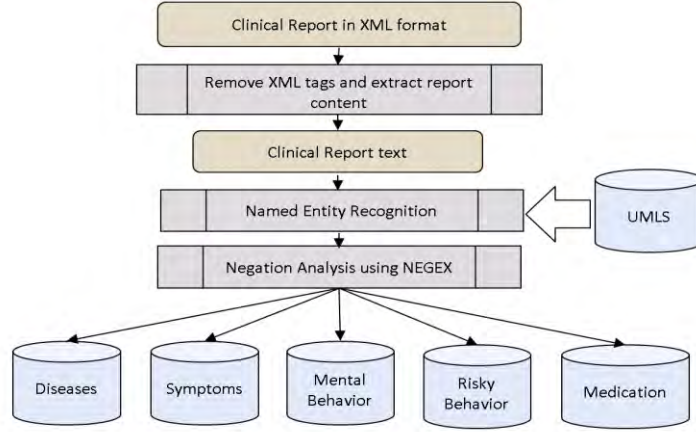 Clinical Report in XML format
Remove XML tags and extract report
content
Clinical Report text
Named Entity Recognition
UMLS
Negation Analysis using NEGEX
Diseases
Symptoms
Mental
Behavior
Risky
Behavior
Medication